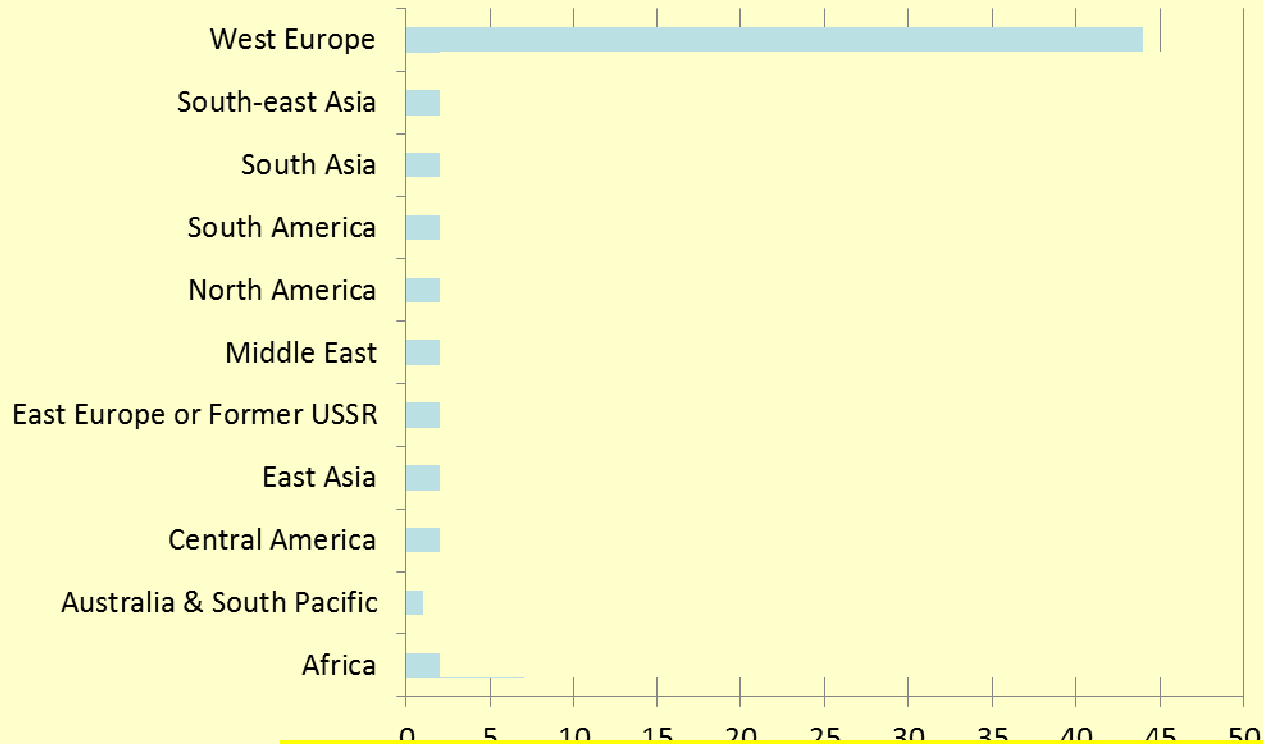 West Europe
South-east Asia
South Asia
South America
North America
Middle East
East Europe or Former USSR
East Asia
Central America
Australia & South Pacific
Africa
0 5 10 15 20 25 30 35 40 45 50